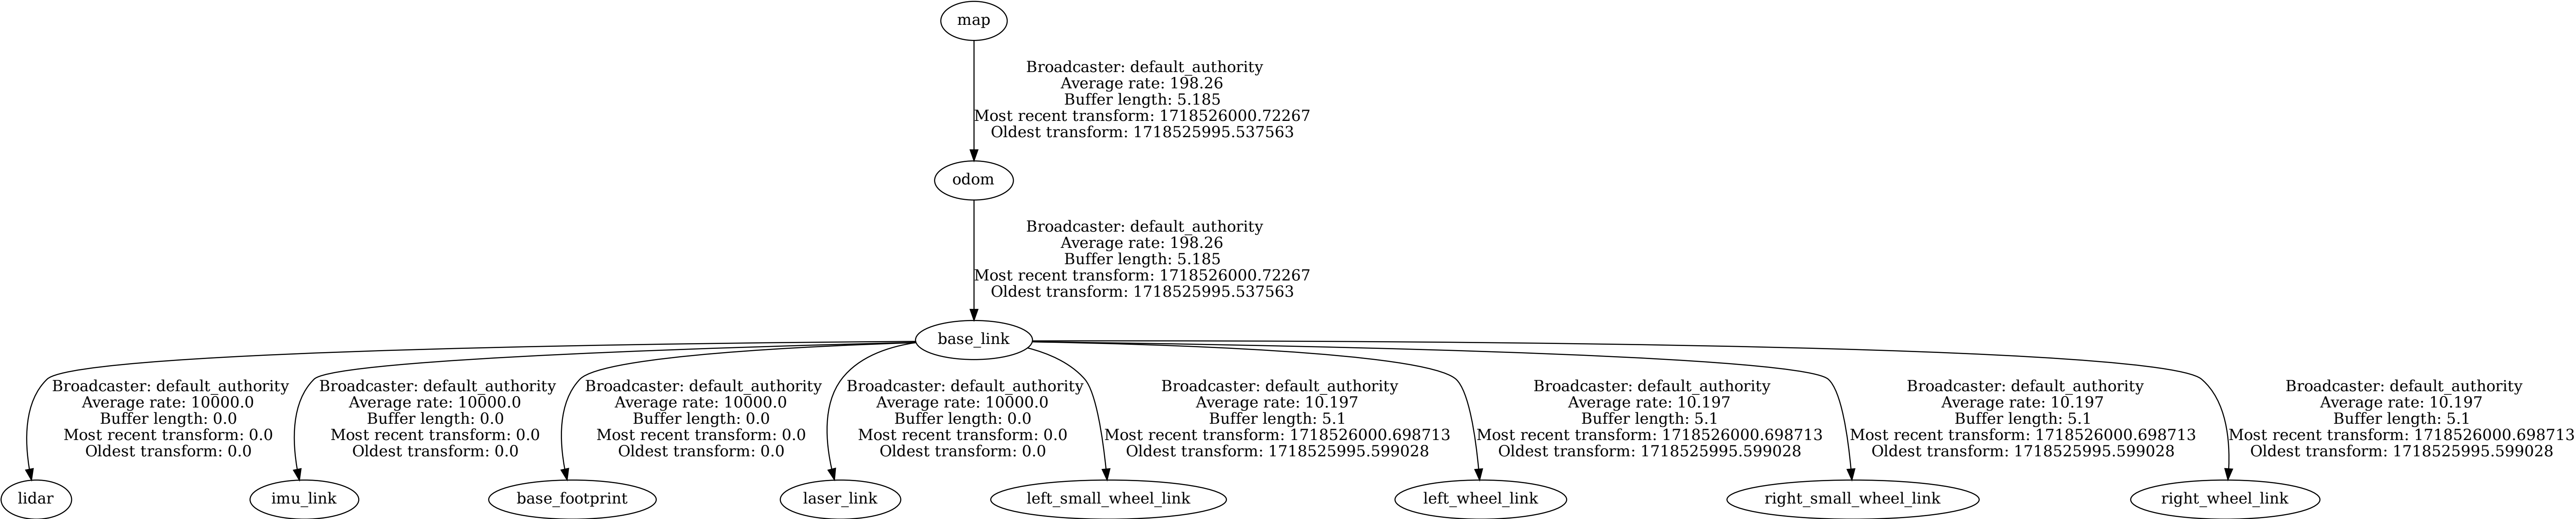 map
Broadcaster: default_authority
Average rate: 198.26
Buffer length: 5.185
Most recent transform: 1718526000.72267
Oldest transform: 1718525995.537563
odom
Broadcaster: default_authority
Average rate: 198.26
Buffer length: 5.185
Most recent transform: 1718526000.72267
Oldest transform: 1718525995.537563
base_link
Broadcaster: default_authority
Average rate: 10000.0
Buffer length: 0.0
Most recent transform: 0.0
Oldest transform: 0.0
Broadcaster: default_authority
Average rate: 10000.0
Buffer length: 0.0
Most recent transform: 0.0
Oldest transform: 0.0
Broadcaster: default_authority
Average rate: 10000.0
Buffer length: 0.0
Most recent transform: 0.0
Oldest transform: 0.0
Broadcaster: default_authority
Average rate: 10000.0
Buffer length: 0.0
Most recent transform: 0.0
Oldest transform: 0.0
Broadcaster: default_authority
Average rate: 10.197
Buffer length: 5.1
Most recent transform: 1718526000.698713
Oldest transform: 1718525995.599028
Broadcaster: default_authority
Average rate: 10.197
Buffer length: 5.1
Most recent transform: 1718526000.698713
Oldest transform: 1718525995.599028
Broadcaster: default_authority
Average rate: 10.197
Buffer length: 5.1
Most recent transform: 1718526000.698713
Oldest transform: 1718525995.599028
Broadcaster: default_authority
Average rate: 10.197
Buffer length: 5.1
Most recent transform: 1718526000.698713
Oldest transform: 1718525995.599028
lidar
imu_link
base_footprint
laser_link
left_small_wheel_link
left_wheel_link
right_small_wheel_link
right_wheel_link